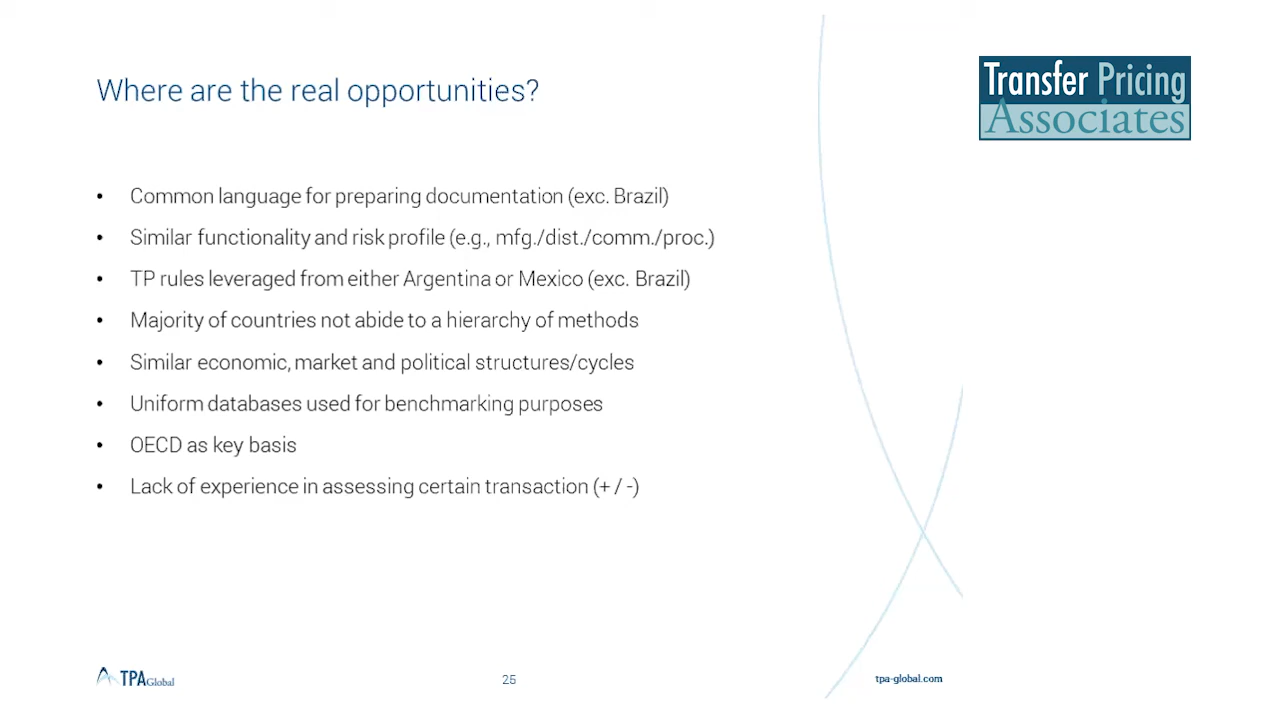 Where are the real opportunities?
Transfer Pricing
Associates
• Common language for preparing documentation (exc. Brazil)
• Similar functionality and risk profile (e.g., mfg./dist./comm./proc.)
• TP rules leveraged from either Argentina or Mexico (exc. Brazil)
• Majority of countries not abide to a hierarchy of methods
• Similar economic, market and political structures/cycles
• Uniform databases used for benchmarking purposes
• OECD as key basis
• Lack of experience in assessing certain transaction (+ / -)
TPA Global
25
tpa-global.com